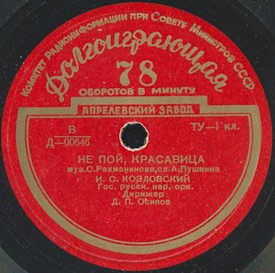 Комитет Радиоинформации при Совете Министров СССР
Долгоиграющая
78
ОБОРОТОВ В МИНУТУ
АПРЕЛЕВСКИЙ ЗАВОД
В
Д—00646
ТУ—I кл.
НЕ ПОЙ, КРАСАВИЦА
муз.С.Рахманинова,сл.А.Пушкина
И. С. КОЗЛОВСКИЙ
Гос. русск. нар. орк.
Дирижер
Д. П. Осипов